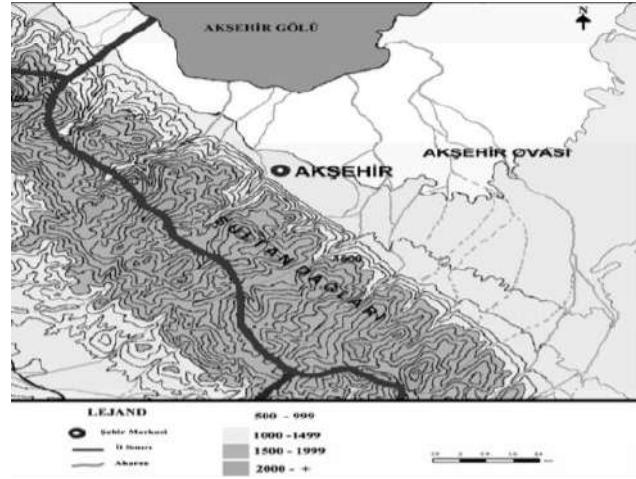 AKŞEHİR GÖLÜ
N
AKŞEHİR OVASI
AKŞEHİR
SULTAN DAĞLARI
LEJAND
Şehir Merkezi
İl Sınırı
Akarsu
500 - 999
1000 - 1499
1500 - 1999
2000 - +